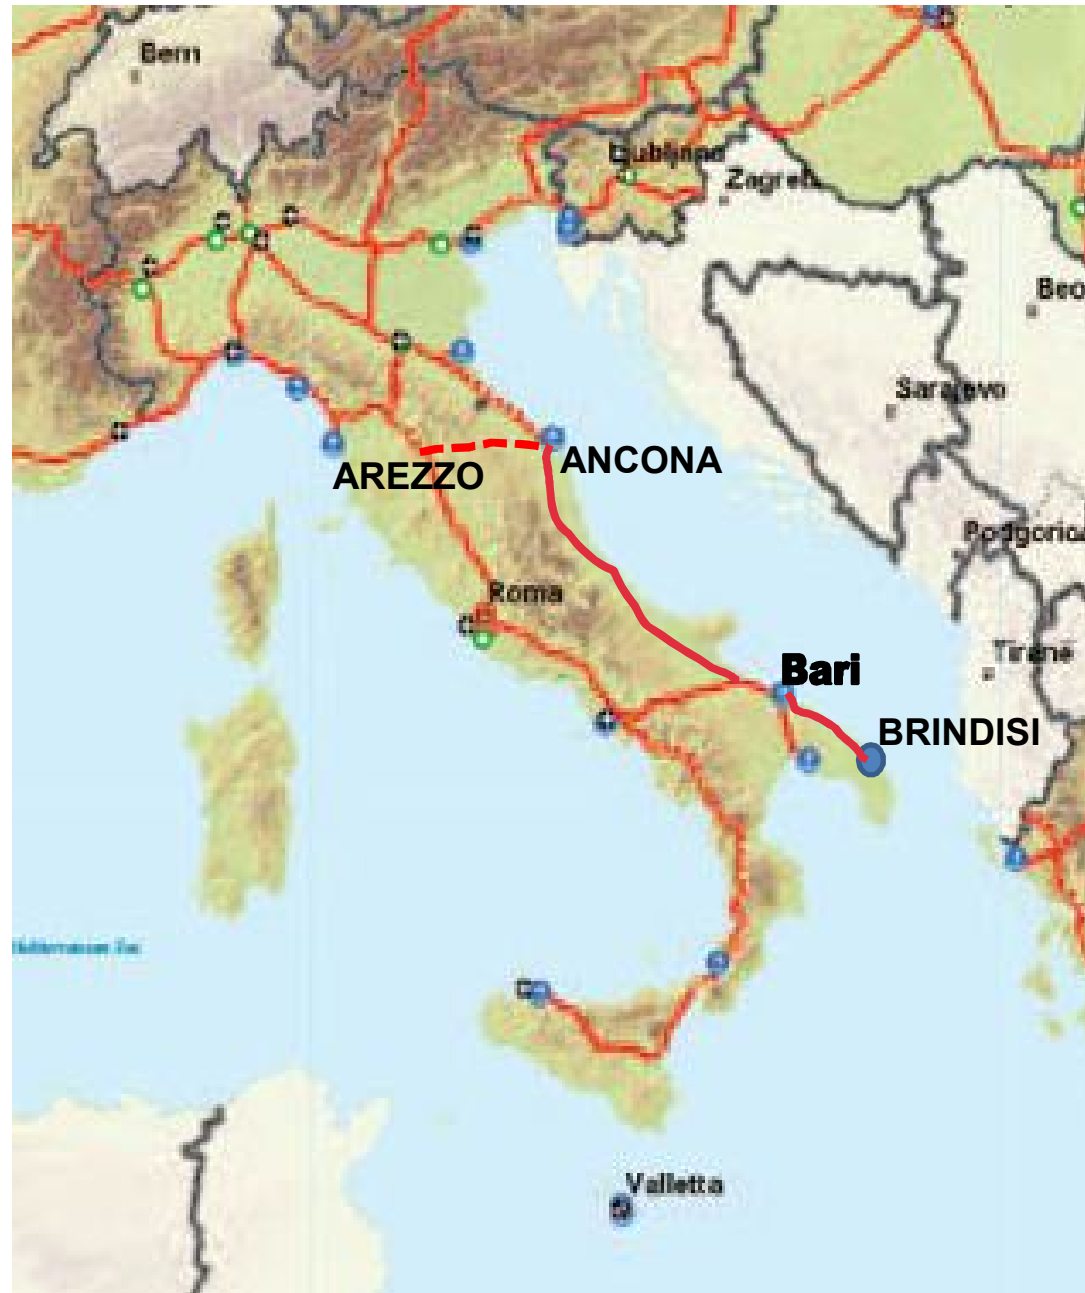 Bern
Ljubljana
Zagreb
Beo
Sarajevo
ANCONA
AREZZO
Podgorica
Roma
Tirane
Bari
BRINDISI
Valletta